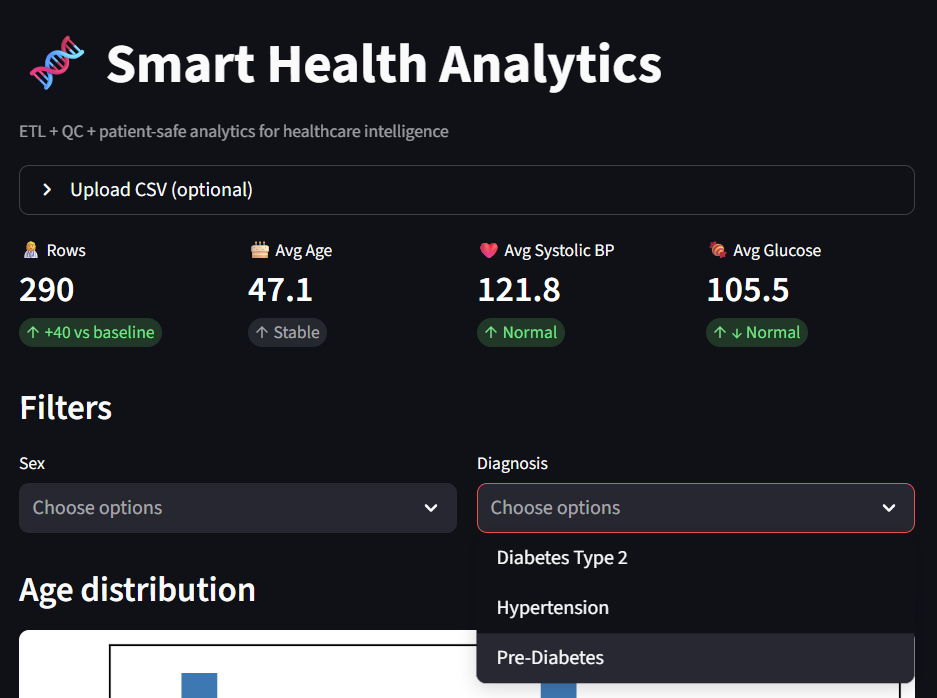 Smart Health Analytics
ETL + QC + patient-safe analytics for healthcare intelligence
Upload CSV (optional)
Rows
Avg Age
Avg Systolic BP
Avg Glucose
290
47.1
121.8
105.5
↑ +40 vs baseline
↑ Stable
↑ Normal
↑ ↓ Normal
Filters
Sex
Diagnosis
Choose options
Choose options
Diabetes Type 2
Hypertension
Pre-Diabetes
Age distribution